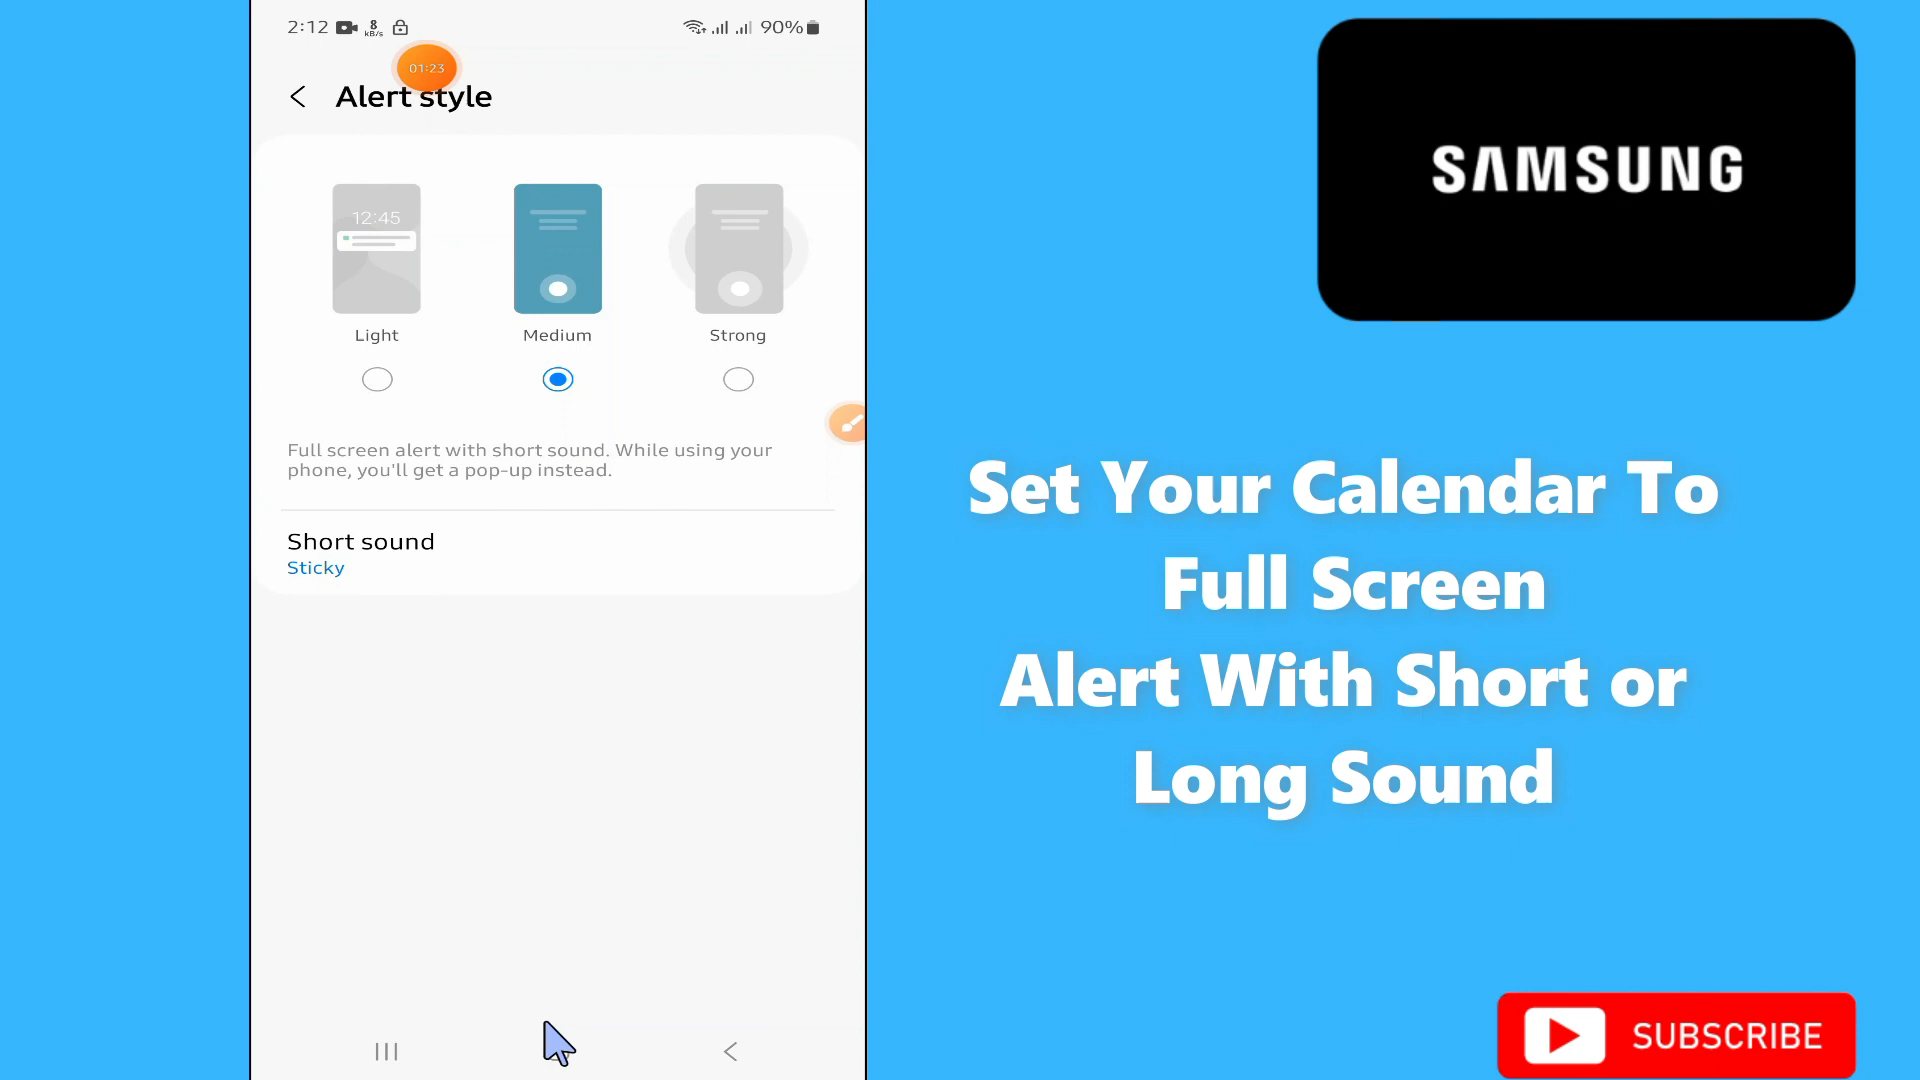 2:12 8 kB/s 90%
01:23
Alert style
12:45
Light Medium Strong
Full screen alert with short sound. While using your
phone, you'll get a pop-up instead.
Short sound
Sticky
SAMSUNG
Set Your Calendar To
Full Screen
Alert With Short or
Long Sound
SUBSCRIBE